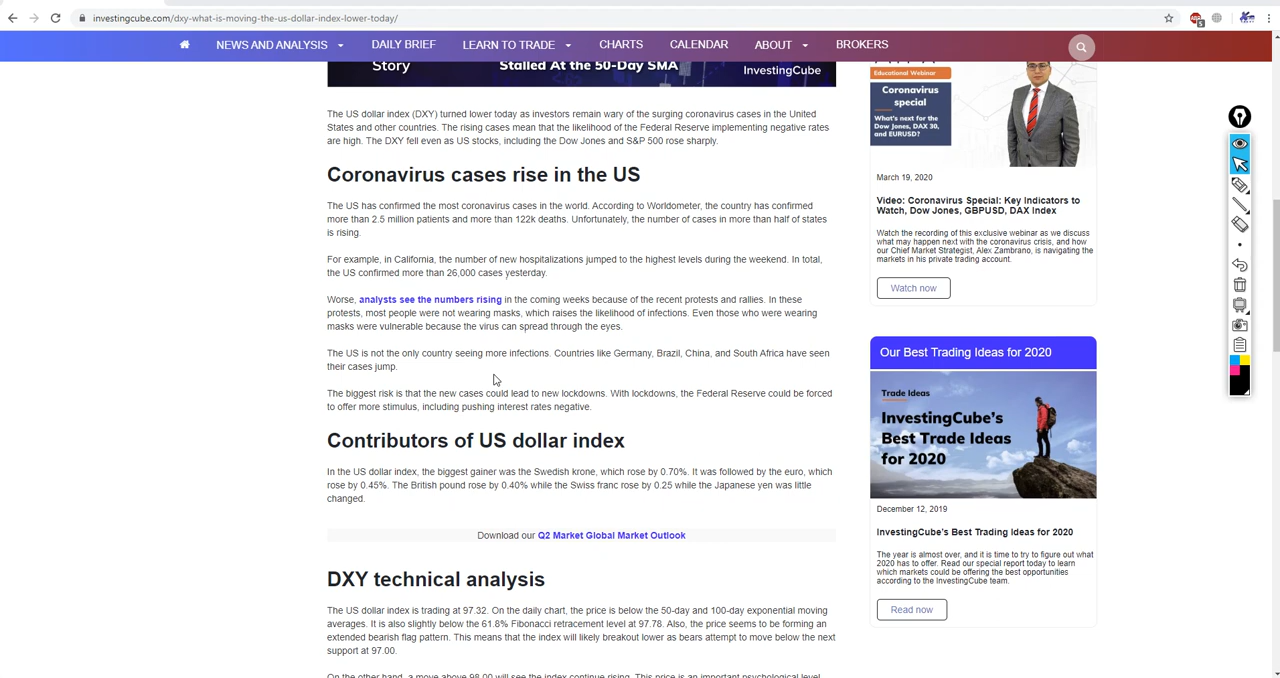 investingcube.com/dxy-what-is-moving-the-us-dollar-index-lower-today/
NEWS AND ANALYSIS
DAILY BRIEF
LEARN TO TRADE
CHARTS
CALENDAR
ABOUT
BROKERS
Story
Stalled At the 50-Day SMA
InvestingCube
The US dollar index (DXY) turned lower today as investors remain wary of the surging coronavirus cases in the United
States and other countries. The rising cases mean that the likelihood of the Federal Reserve implementing negative rates
are high. The DXY fell even as US stocks, including the Dow Jones and S&P 500 rose sharply.
Coronavirus cases rise in the US
The US has confirmed the most coronavirus cases in the world. According to Worldometer, the country has confirmed
more than 2.5 million patients and more than 122k deaths. Unfortunately, the number of cases in more than half of states
is rising.
For example, in California, the number of new hospitalizations jumped to the highest levels during the weekend. In total,
the US confirmed more than 26,000 cases yesterday.
Worse, analysts see the numbers rising in the coming weeks because of the recent protests and rallies. In these
protests, most people were not wearing masks, which raises the likelihood of infections. Even those who were wearing
masks were vulnerable because the virus can spread through the eyes.
The US is not the only country seeing more infections. Countries like Germany, Brazil, China, and South Africa have seen
their cases jump.
The biggest risk is that the new cases could lead to new lockdowns. With lockdowns, the Federal Reserve could be forced
to offer more stimulus, including pushing interest rates negative.
Contributors of US dollar index
In the US dollar index, the biggest gainer was the Swedish krone, which rose by 0.70%. It was followed by the euro, which
rose by 0.45%. The British pound rose by 0.40% while the Swiss franc rose by 0.25 while the Japanese yen was little
changed.
Download our Q2 Market Global Market Outlook
DXY technical analysis
The US dollar index is trading at 97.32. On the daily chart, the price is below the 50-day and 100-day exponential moving
averages. It is also slightly below the 61.8% Fibonacci retracement level at 97.78. Also, the price seems to be forming an
extended bearish flag pattern. This means that the index will likely breakout lower as bears attempt to move below the next
support at 97.00.
On the other hand, a move above 98.00 will see the index continue rising. This price is an important psychological level
Educational Webinar
Coronavirus
special
What's next for the
Dow Jones, DAX 30,
and EURUSD?
March 19, 2020
Video: Coronavirus Special: Key Indicators to
Watch, Dow Jones, GBPUSD, DAX Index
Watch the recording of this exclusive webinar as we discuss
what may happen next with the coronavirus crisis, and how
our Chief Market Strategist, Alex Zambrano, is navigating the
markets in his private trading account.
Watch now
Our Best Trading Ideas for 2020
Trade Ideas
InvestingCube's
Best Trade Ideas
for 2020
December 12, 2019
InvestingCube's Best Trading Ideas for 2020
The year is almost over, and it is time to try to figure out what
2020 has to offer. Read our special report today to learn
which markets could be offering the best opportunities
according to the InvestingCube team.
Read now